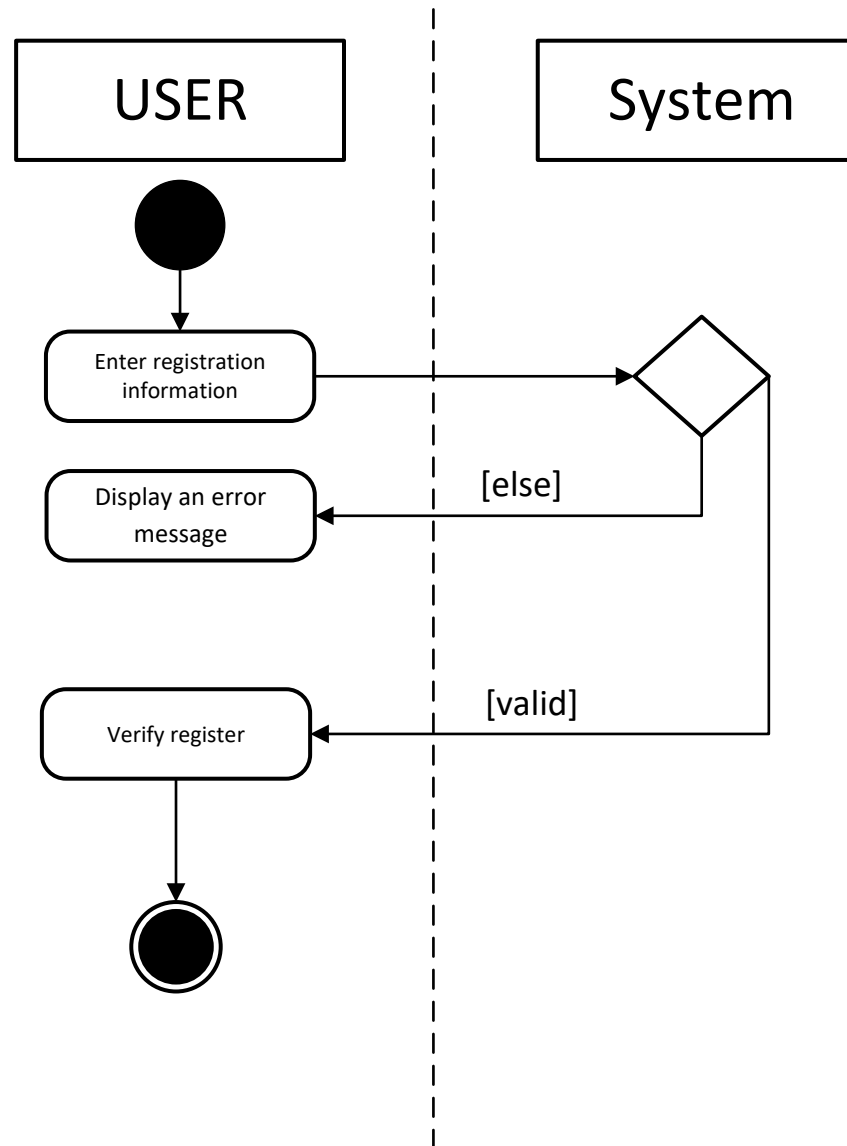 USER
System
Enter registration
information
[else]
Display an error
message
[valid]
Verify register